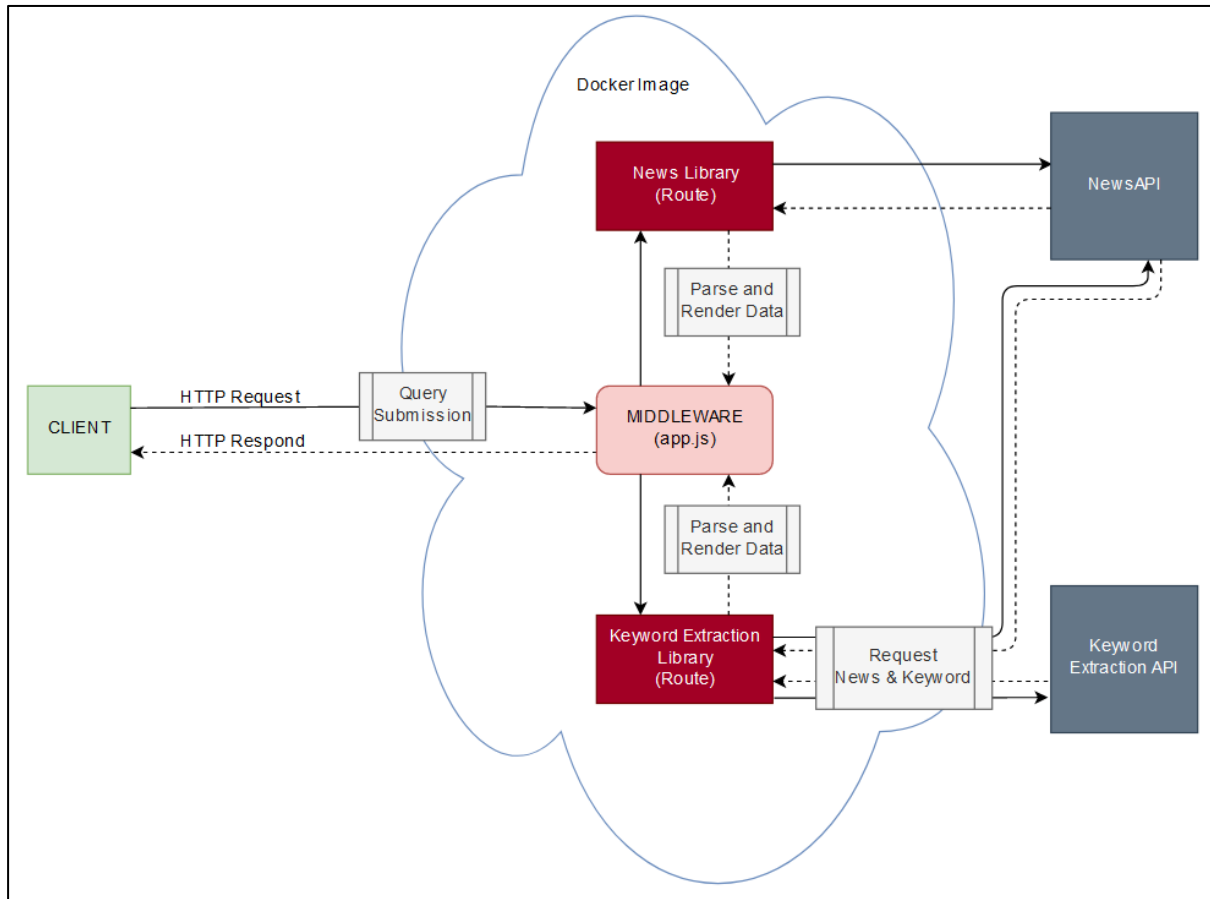 Docker Image
News Library
(Route)
NewsAPI
Parse and
Render Data
HTTP Request
Query
Submission
CLIENT
MIDDLEWARE
(app.js)
HTTP Respond
Parse and
Render Data
Keyword Extraction
Library
(Route)
Request
News & Keyword
Keyword
Extraction API